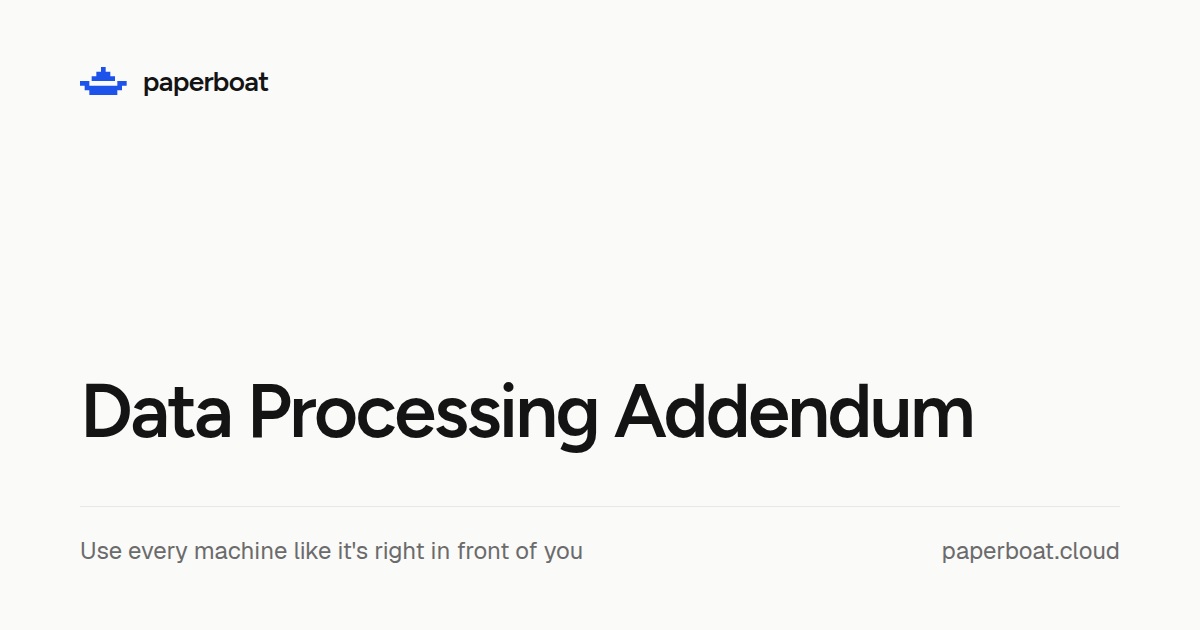 paperboat
Data Processing Addendum
Use every machine like it's right in front of you
paperboat.cloud